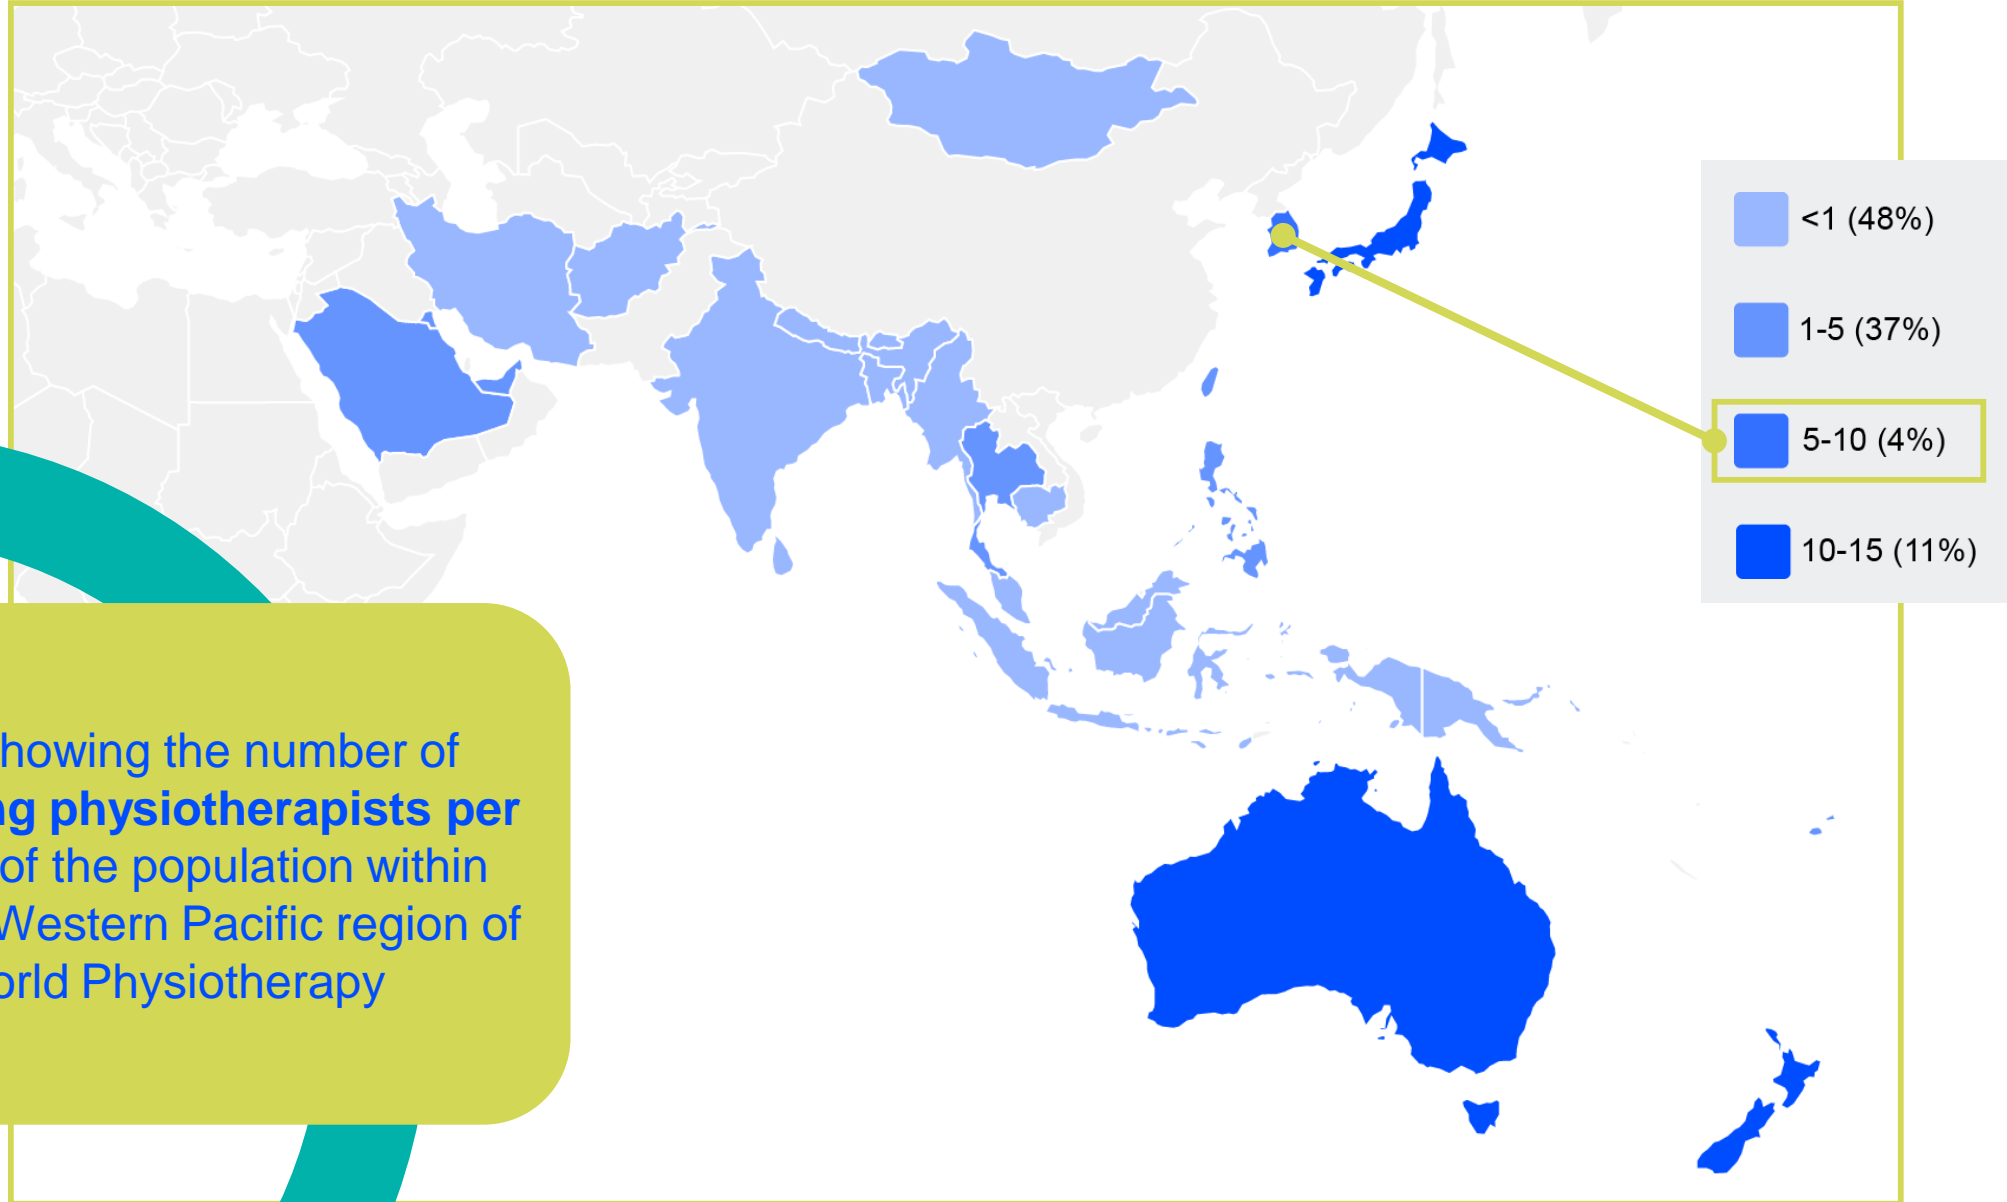 <1 (48%)
1-5 (37%)
5-10 (4%)
10-15 (11%)
howing the number of
ng physiotherapists per
of the population within
Western Pacific region of
orld Physiotherapy